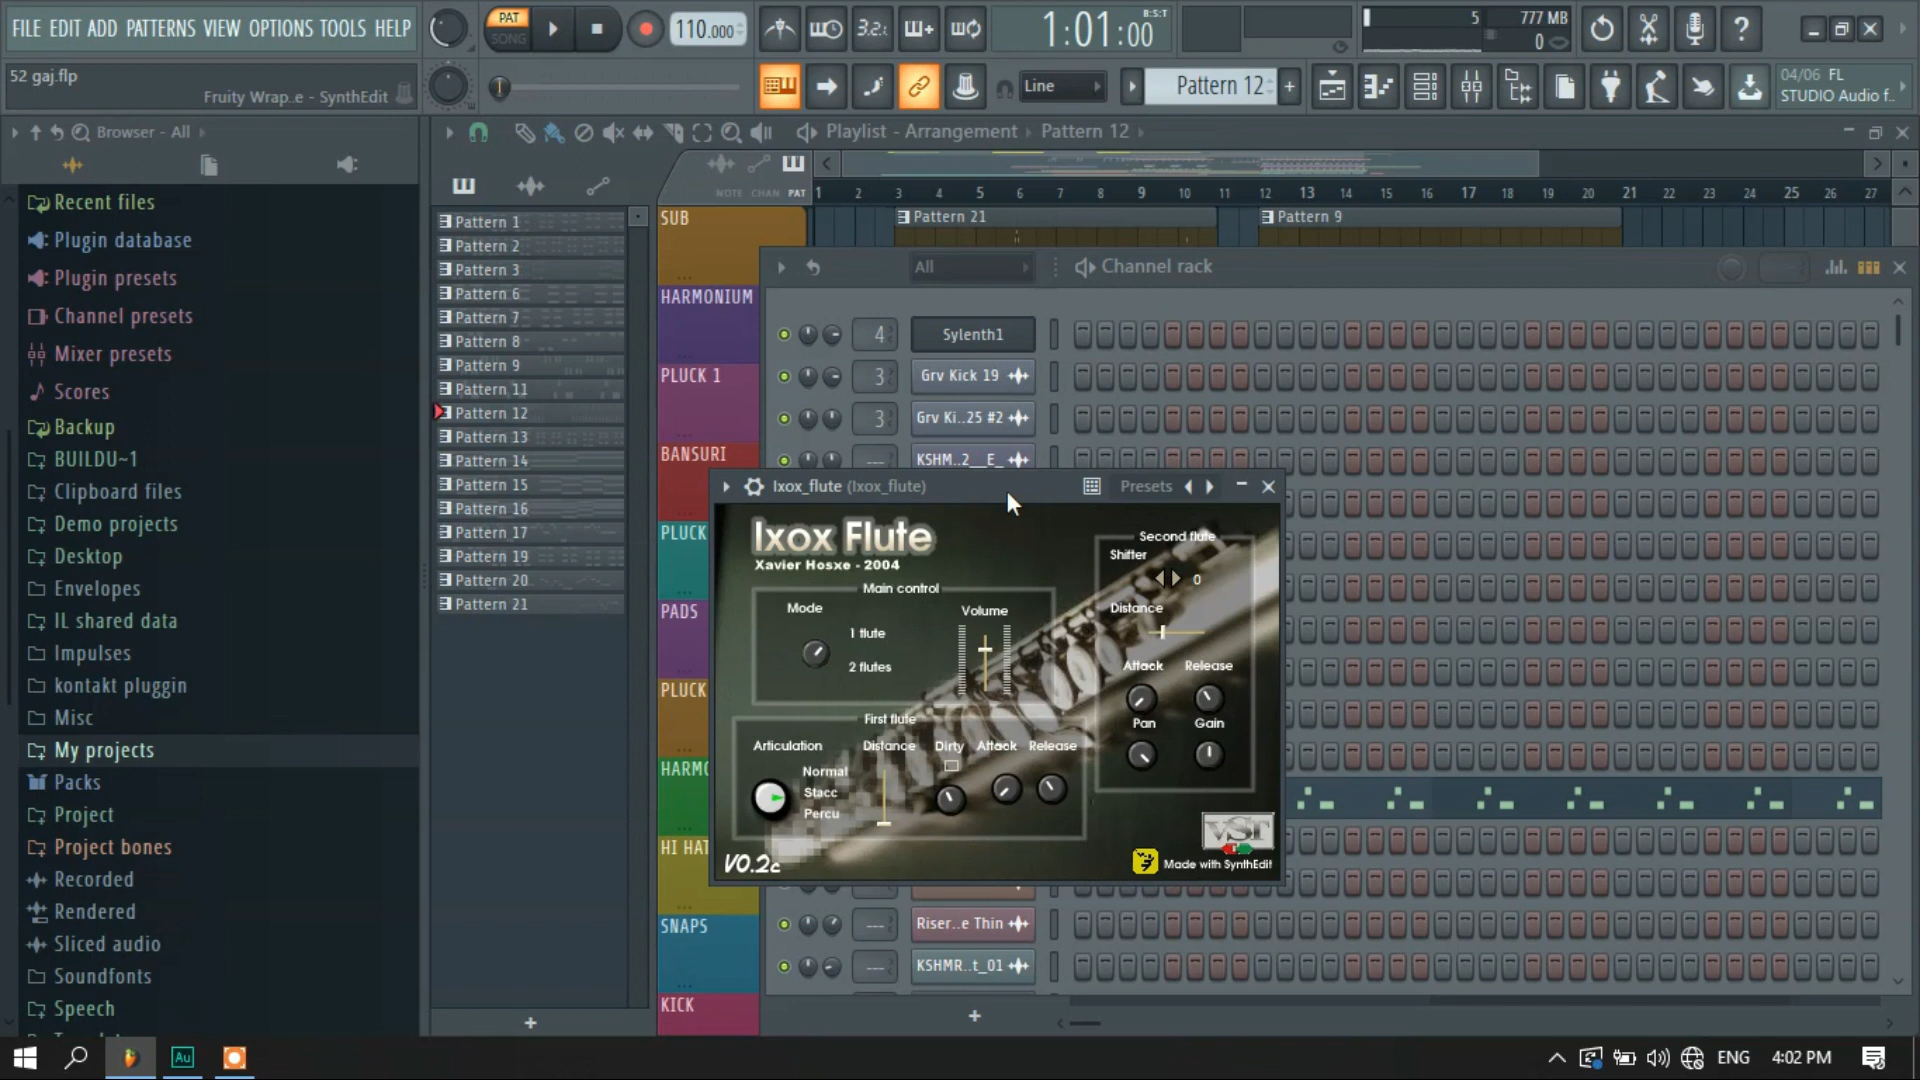 FILE EDIT ADD PATTERNS VIEW OPTIONS TOOLS HELP
PAT
SONG
110.000
3.2.:
1:01:00
B:S:T
5
777 MB
0
52 gaj.flp
Fruity Wrap..e - SynthEdit
Line
Pattern 12
04/06 FL
STUDIO Audio f..
Browser - All
Playlist - Arrangement
Pattern 12
NOTE CHAN PAT
1 2 3 4 5 6 7 8 9 10 11 12 13 14 15 16 17 18 19 20 21 22 23 24 25 26 27
Recent files
Plugin database
Plugin presets
Channel presets
Mixer presets
Scores
Backup
BUILDU~1
Clipboard files
Demo projects
Desktop
Envelopes
IL shared data
Impulses
kontakt pluggin
Misc
My projects
Packs
Project
Project bones
Recorded
Rendered
Sliced audio
Soundfonts
Speech
Pattern 1
Pattern 2
Pattern 3
Pattern 6
Pattern 7
Pattern 8
Pattern 9
Pattern 11
Pattern 12
Pattern 13
Pattern 14
Pattern 15
Pattern 16
Pattern 17
Pattern 19
Pattern 20
Pattern 21
SUB
HARMONIUM
PLUCK 1
BANSURI
PLUCK
PADS
PLUCK
HARMO
HI HAT
SNAPS
KICK
Pattern 21
Pattern 9
All
Channel rack
4
Sylenth1
3
Grv Kick 19
3
Grv Ki..25 #2
---
KSHM..2__E_
---
Riser..e Thin
---
KSHMR..t_01
Ixox_flute (Ixox_flute)
Presets
Ixox Flute
Xavier Hosxe - 2004
Main control
Mode
1 flute
2 flutes
Volume
Second flute
Shifter
0
Distance
Attack
Release
Pan
Gain
First flute
Articulation
Normal
Stacc
Percu
Distance
Dirty
Attack
Release
V0.2c
VST
Made with SynthEdit
Au
ENG
4:02 PM